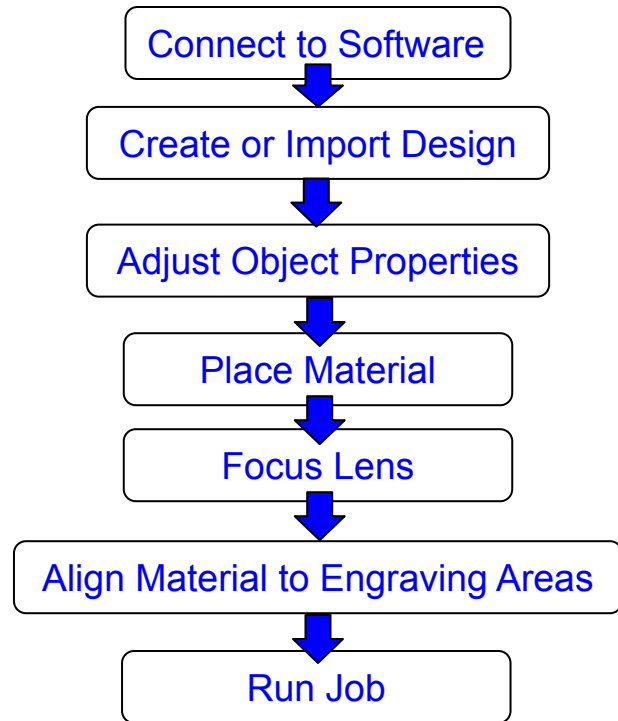 Connect to Software
Create or Import Design
Adjust Object Properties
Place Material
Focus Lens
Align Material to Engraving Areas
Run Job